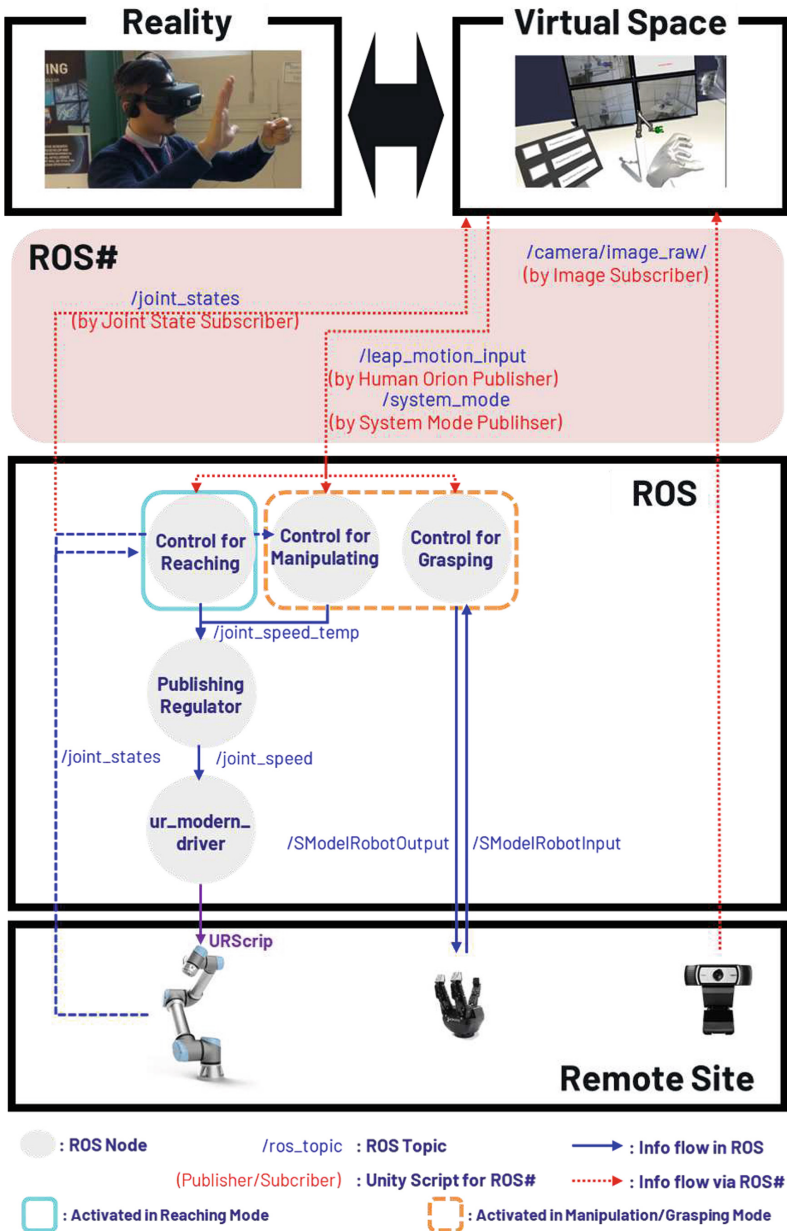 Reality
Virtual Space
ROS#
/camera/image_raw/
(by Image Subscriber)
/joint_states
(by Joint State Subscriber)
/leap_motion_input
(by Human Orion Publisher)
/system_mode
(by System Mode Publihser)
ROS
Control for
Reaching
Control for
Manipulating
Control for
Grasping
/joint_speed_temp
Publishing
Regulator
/joint_states
/joint_speed
ur_modern_
driver
/SModelRobotOutput
/SModelRobotInput
URScrip
Remote Site
: ROS Node
/ros_topic : ROS Topic
: Info flow in ROS
(Publisher/Subcriber) : Unity Script for ROS#
: Info flow via ROS#
: Activated in Reaching Mode
: Activated in Manipulation/Grasping Mode